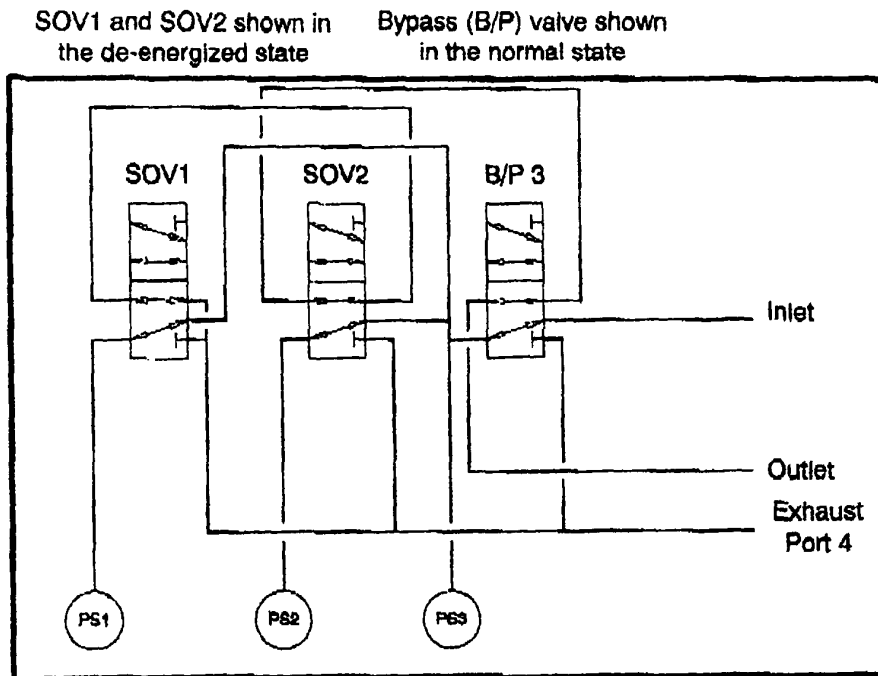 SOV1 and SOV2 shown in
the de-energized state
Bypass (B/P) valve shown
in the normal state
SOV1
SOV2
B/P 3
Inlet
Outlet
Exhaust
Port 4
PS1
PS2
PS3